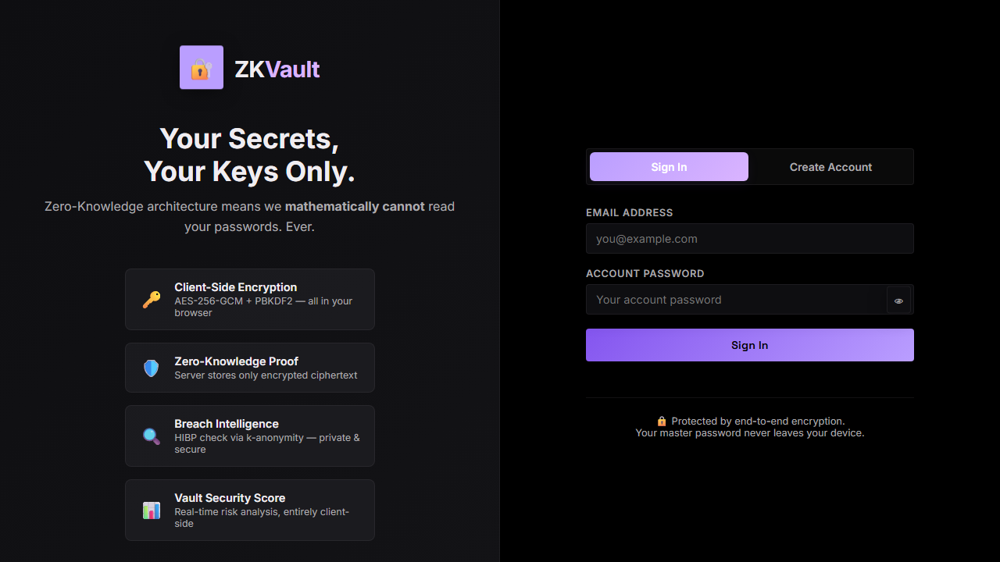 ZKVault
Your Secrets,
Your Keys Only.
Zero-Knowledge architecture means we mathematically cannot read
your passwords. Ever.
Client-Side Encryption
AES-256-GCM + PBKDF2 — all in your
browser
Zero-Knowledge Proof
Server stores only encrypted ciphertext
Breach Intelligence
HIBP check via k-anonymity — private &
secure
Vault Security Score
Real-time risk analysis, entirely client-
side
Sign In
Create Account
EMAIL ADDRESS
you@example.com
ACCOUNT PASSWORD
Your account password
Sign In
Protected by end-to-end encryption.
Your master password never leaves your device.